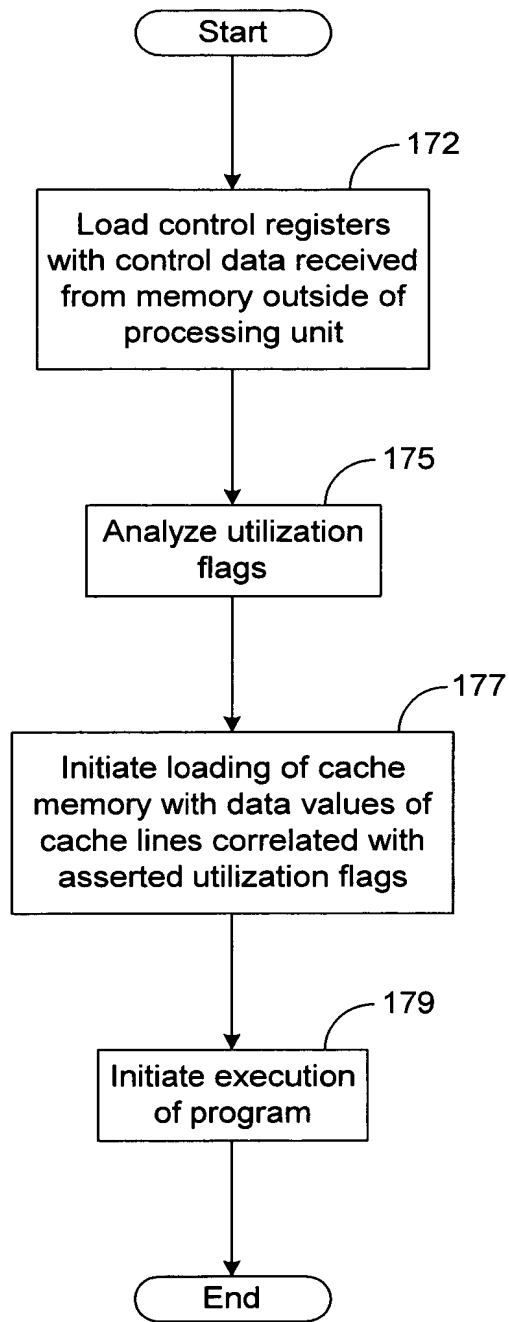 Start
172
Load control registers
with control data received
from memory outside of
processing unit
175
Analyze utilization
flags
177
Initiate loading of cache
memory with data values of
cache lines correlated with
asserted utilization flags
179
Initiate execution
of program
End